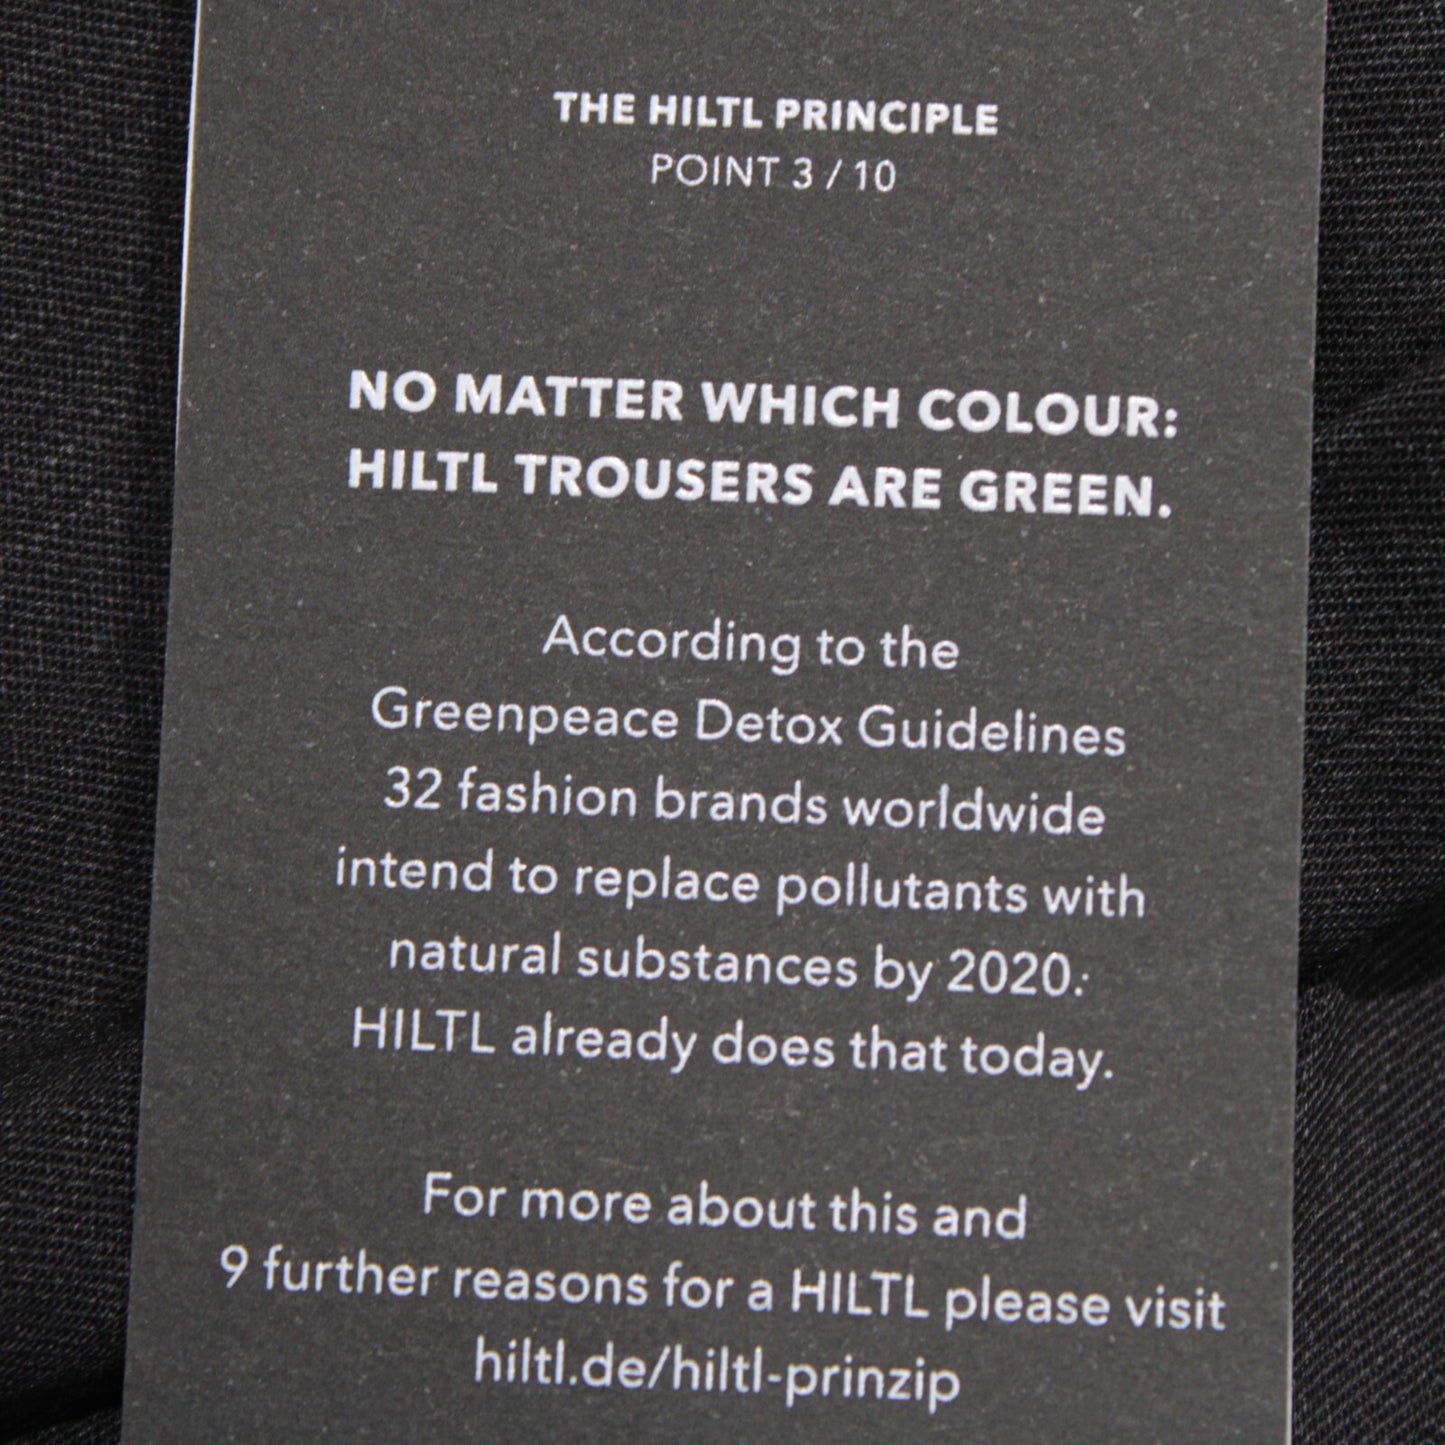 THE HILTL PRINCIPLE
POINT 3 / 10
NO MATTER WHICH COLOUR:
HILTL TROUSERS ARE GREEN.
According to the
Greenpeace Detox Guidelines
32 fashion brands worldwide
intend to replace pollutants with
natural substances by 2020.:
HILTL already does that today.
For more about this and
9 further reasons for a HILTL please visit
hiltl.de/hiltl-prinzip